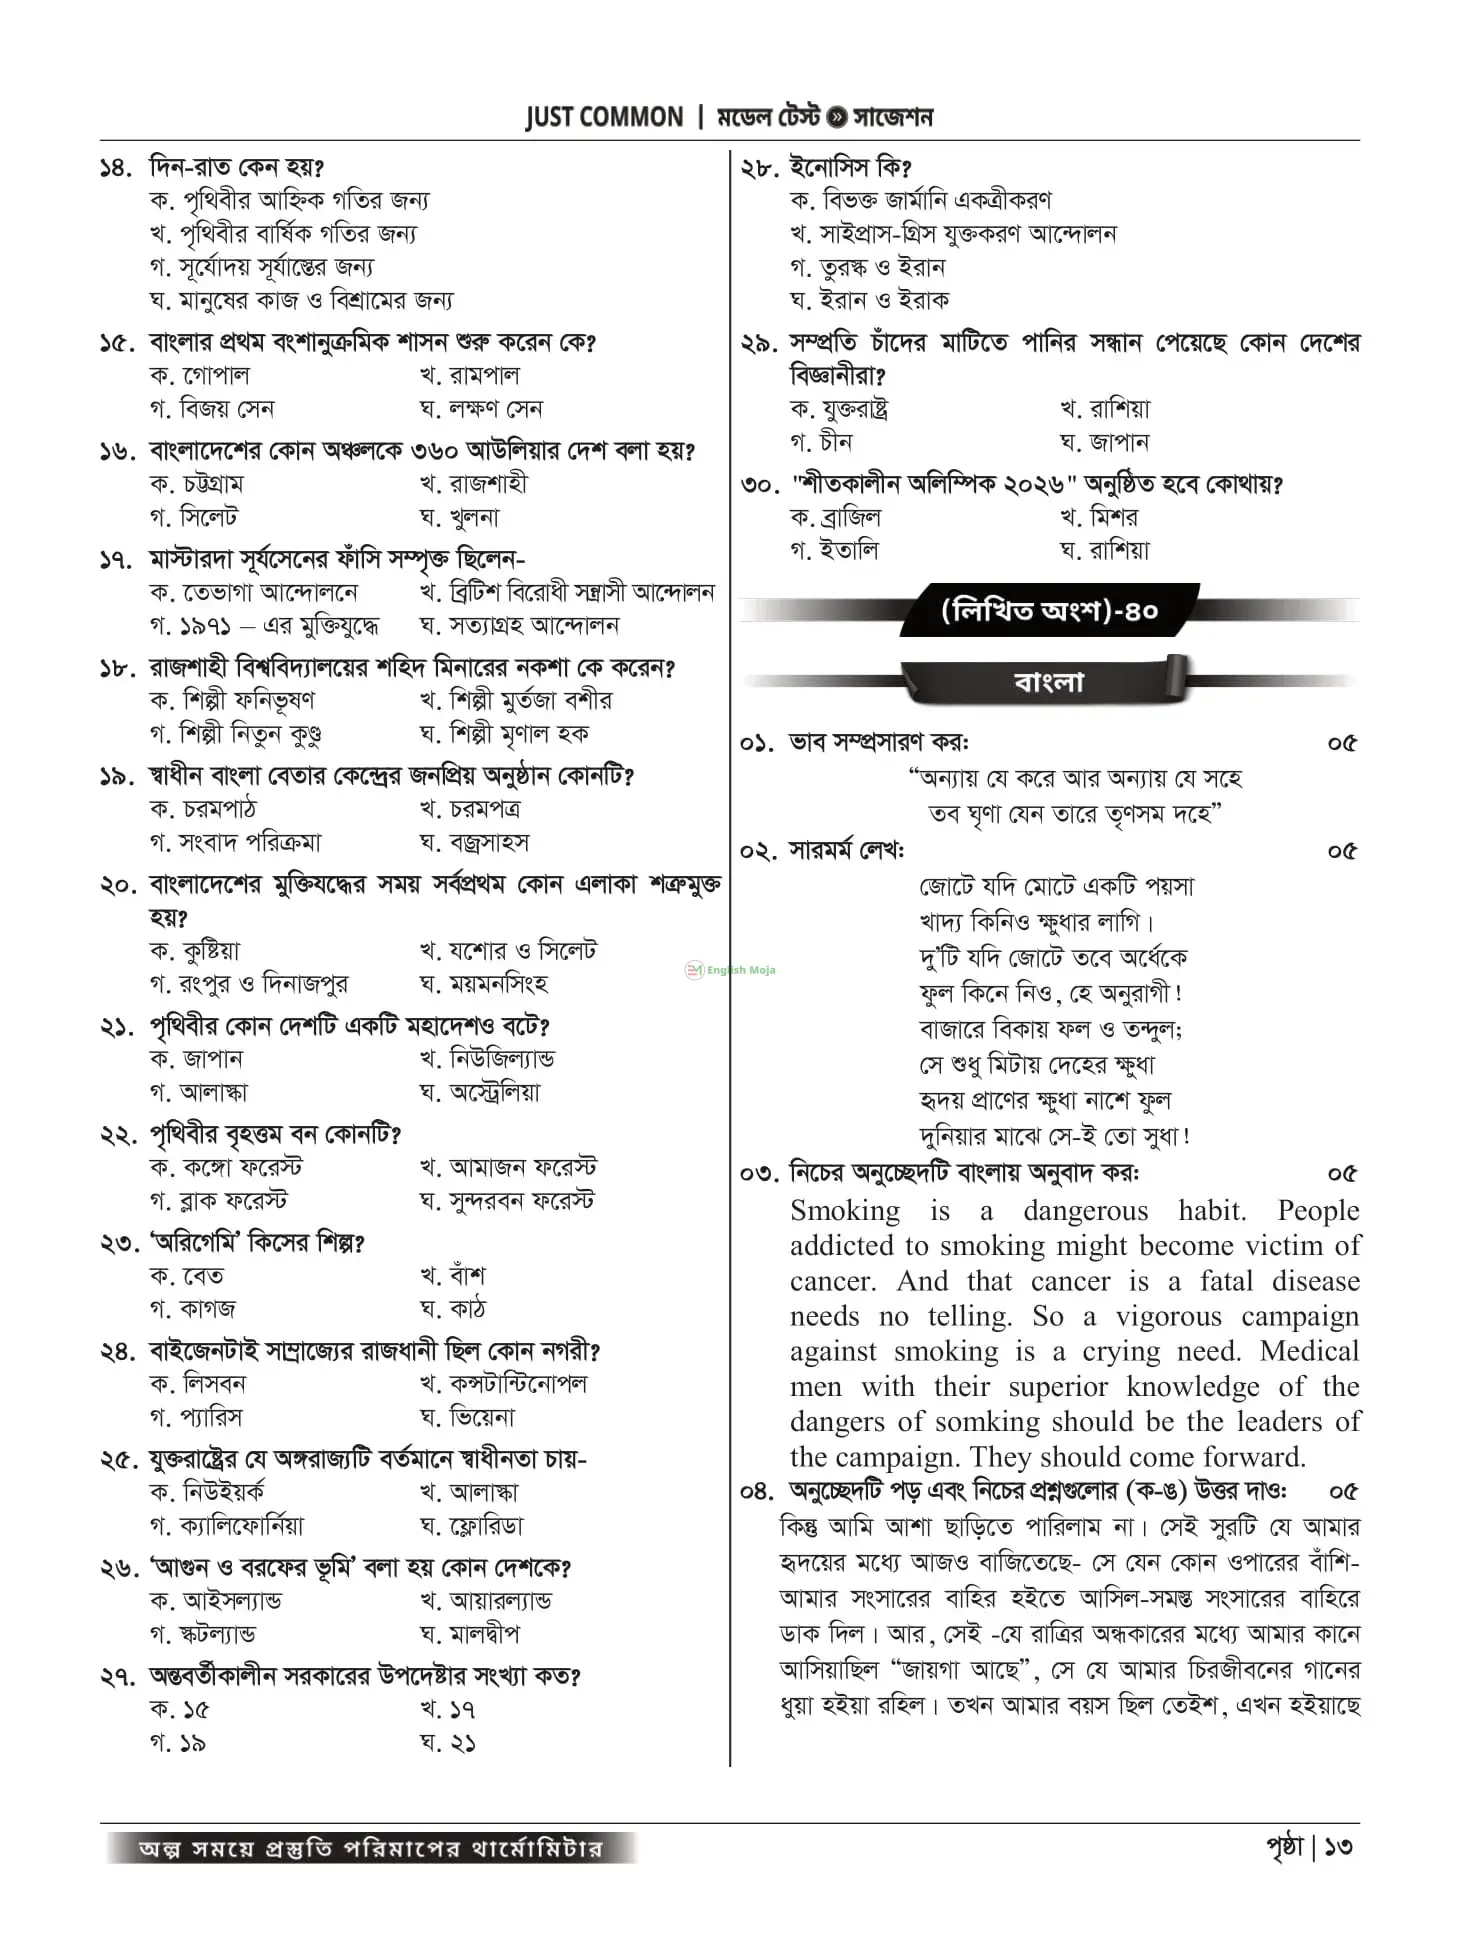 JUST COMMON | মডেল টেস্ট » সাজেশন
১৪. দিন-রাত কেন হয়?
ক. পৃথিবীর আহ্নিক গতির জন্য
খ. পৃথিবীর বার্ষিক গতির জন্য
গ. সূর্যোদয় সূর্যাস্তের জন্য
ঘ. মানুষের কাজ ও বিশ্রামের জন্য
১৫. বাংলার প্রথম বংশানুক্রমিক শাসন শুরু করেন কে?
ক. গোপাল খ. রামপাল
গ. বিজয় সেন ঘ. লক্ষণ সেন
১৬. বাংলাদেশের কোন অঞ্চলকে ৩৬০ আউলিয়ার দেশ বলা হয়?
ক. চট্টগ্রাম খ. রাজশাহী
গ. সিলেট ঘ. খুলনা
১৭. মাস্টারদা সূর্যসেনের ফাঁসি সম্পৃক্ত ছিলেন-
ক. তেভাগা আন্দোলনে খ. ব্রিটিশ বিরোধী সন্ত্রাসী আন্দোলন
গ. ১৯৭১ – এর মুক্তিযুদ্ধে ঘ. সত্যাগ্রহ আন্দোলন
১৮. রাজশাহী বিশ্ববিদ্যালয়ের শহিদ মিনারের নকশা কে করেন?
ক. শিল্পী ফনিভূষণ খ. শিল্পী মুর্তজা বশীর
গ. শিল্পী নিতুন কুণ্ডু ঘ. শিল্পী মৃণাল হক
১৯. স্বাধীন বাংলা বেতার কেন্দ্রের জনপ্রিয় অনুষ্ঠান কোনটি?
ক. চরমপাঠ খ. চরমপত্র
গ. সংবাদ পরিক্রমা ঘ. বজ্রসাহস
২০. বাংলাদেশের মুক্তিযদ্ধের সময় সর্বপ্রথম কোন এলাকা শত্রুমুক্ত
হয়?
ক. কুষ্টিয়া খ. যশোর ও সিলেট
গ. রংপুর ও দিনাজপুর ঘ. ময়মনসিংহ
২১. পৃথিবীর কোন দেশটি একটি মহাদেশও বটে?
ক. জাপান খ. নিউজিল্যান্ড
গ. আলাস্কা ঘ. অস্ট্রেলিয়া
২২. পৃথিবীর বৃহত্তম বন কোনটি?
ক. কঙ্গো ফরেস্ট খ. আমাজন ফরেস্ট
গ. ব্লাক ফরেস্ট ঘ. সুন্দরবন ফরেস্ট
২৩. ‘অরিগেমি’ কিসের শিল্প?
ক. বেত খ. বাঁশ
গ. কাগজ ঘ. কাঠ
২৪. বাইজেনটাই সাম্রাজ্যের রাজধানী ছিল কোন নগরী?
ক. লিসবন খ. কন্সটান্টিনোপল
গ. প্যারিস ঘ. ভিয়েনা
২৫. যুক্তরাষ্ট্রের যে অঙ্গরাজ্যটি বর্তমানে স্বাধীনতা চায়-
ক. নিউইয়র্ক খ. আলাস্কা
গ. ক্যালিফোর্নিয়া ঘ. ফ্লোরিডা
২৬. ‘আগুন ও বরফের ভূমি’ বলা হয় কোন দেশকে?
ক. আইসল্যান্ড খ. আয়ারল্যান্ড
গ. স্কটল্যান্ড ঘ. মালদ্বীপ
২৭. অন্তবর্তীকালীন সরকারের উপদেষ্টার সংখ্যা কত?
ক. ১৫ খ. ১৭
গ. ১৯ ঘ. ২১
English Moja
২৮. ইনোসিস কি?
ক. বিভক্ত জার্মানি একত্রীকরণ
খ. সাইপ্রাস-গ্রিস যুক্তকরণ আন্দোলন
গ. তুরস্ক ও ইরান
ঘ. ইরান ও ইরাক
২৯. সম্প্রতি চাঁদের মাটিতে পানির সন্ধান পেয়েছে কোন দেশের
বিজ্ঞানীরা?
ক. যুক্তরাষ্ট্র খ. রাশিয়া
গ. চীন ঘ. জাপান
৩০. "শীতকালীন অলিম্পিক ২০২৬" অনুষ্ঠিত হবে কোথায়?
ক. ব্রাজিল খ. মিশর
গ. ইতালি ঘ. রাশিয়া
(লিখিত অংশ)-৪০
বাংলা
০১. ভাব সম্প্রসারণ কর: ০৫
“অন্যায় যে করে আর অন্যায় যে সহে
তব ঘৃণা যেন তারে তৃণসম দহে”
০২. সারমর্ম লেখ: ০৫
জোটে যদি মোটে একটি পয়সা
খাদ্য কিনিও ক্ষুধার লাগি।
দু’টি যদি জোটে তবে অর্ধেকে
ফুল কিনে নিও, হে অনুরাগী!
বাজারে বিকায় ফল ও তন্দুল;
সে শুধু মিটায় দেহের ক্ষুধা
হৃদয় প্রাণের ক্ষুধা নাশে ফুল
দুনিয়ার মাঝে সে-ই তো সুধা!
০৩. নিচের অনুচ্ছেদটি বাংলায় অনুবাদ কর: ০৫
Smoking is a dangerous habit. People
addicted to smoking might become victim of
cancer. And that cancer is a fatal disease
needs no telling. So a vigorous campaign
against smoking is a crying need. Medical
men with their superior knowledge of the
dangers of somking should be the leaders of
the campaign. They should come forward.
০৪. অনুচ্ছেদটি পড় এবং নিচের প্রশ্নগুলোর (ক-ঙ) উত্তর দাও: ০৫
কিন্তু আমি আশা ছাড়িতে পারিলাম না। সেই সুরটি যে আমার
হৃদয়ের মধ্যে আজও বাজিতেছে- সে যেন কোন ওপারের বাঁশি-
আমার সংসারের বাহির হইতে আসিল-সমস্ত সংসারের বাহিরে
ডাক দিল। আর, সেই -যে রাত্রির অন্ধকারের মধ্যে আমার কানে
আসিয়াছিল “জায়গা আছে”, সে যে আমার চিরজীবনের গানের
ধুয়া হইয়া রহিল। তখন আমার বয়স ছিল তেইশ, এখন হইয়াছে
অল্প সময়ে প্রস্তুতি পরিমাপের থার্মোমিটার
পৃষ্ঠা | ১৩